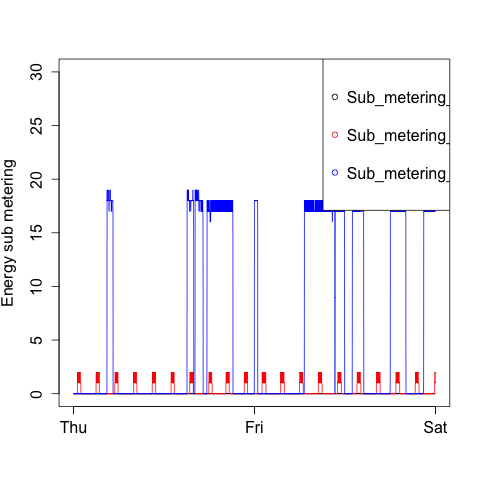 Energy sub metering
30
25
20
15
10
5
0
Sub_metering_
Sub_metering_
Sub_metering_
Thu Fri Sat